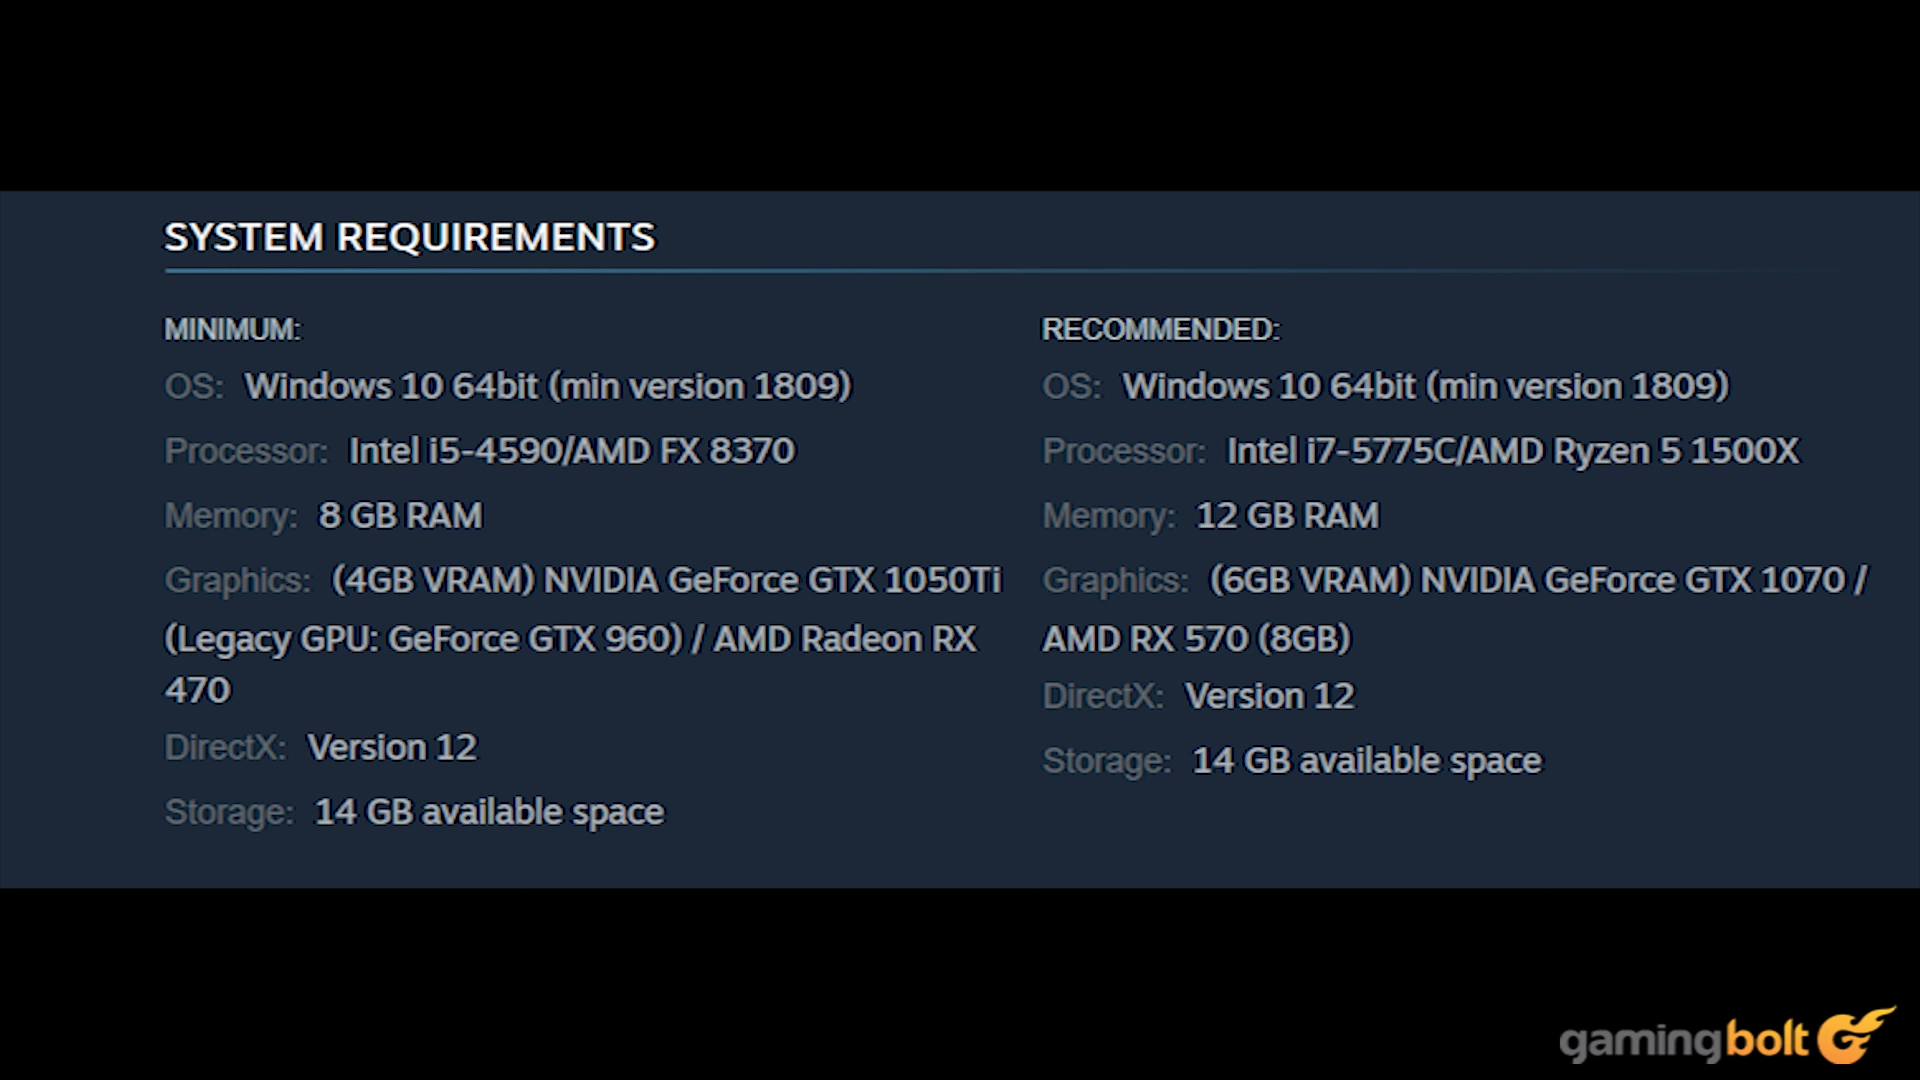 SYSTEM REQUIREMENTS
MINIMUM:
OS: Windows 10 64bit (min version 1809)
Processor: Intel i5-4590/AMD FX 8370
Memory: 8 GB RAM
Graphics: (4GB VRAM) NVIDIA GeForce GTX 1050Ti
(Legacy GPU: GeForce GTX 960) / AMD Radeon RX
470
DirectX: Version 12
Storage: 14 GB available space
RECOMMENDED:
OS: Windows 10 64bit (min version 1809)
Processor: Intel i7-5775C/AMD Ryzen 5 1500X
Memory: 12 GB RAM
Graphics: (6GB VRAM) NVIDIA GeForce GTX 1070 /
AMD RX 570 (8GB)
DirectX: Version 12
Storage: 14 GB available space
gamingbolt